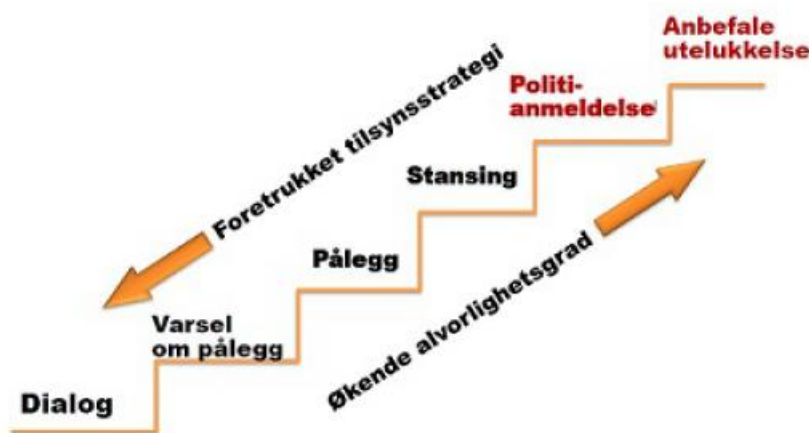 Anbefale
utelukkelse
Politi-
anmeldelse
Foretrukket tilsynsstrategi
Stansing
Pålegg
Økende alvorlighetsgrad
Varsel
om pålegg
Dialog